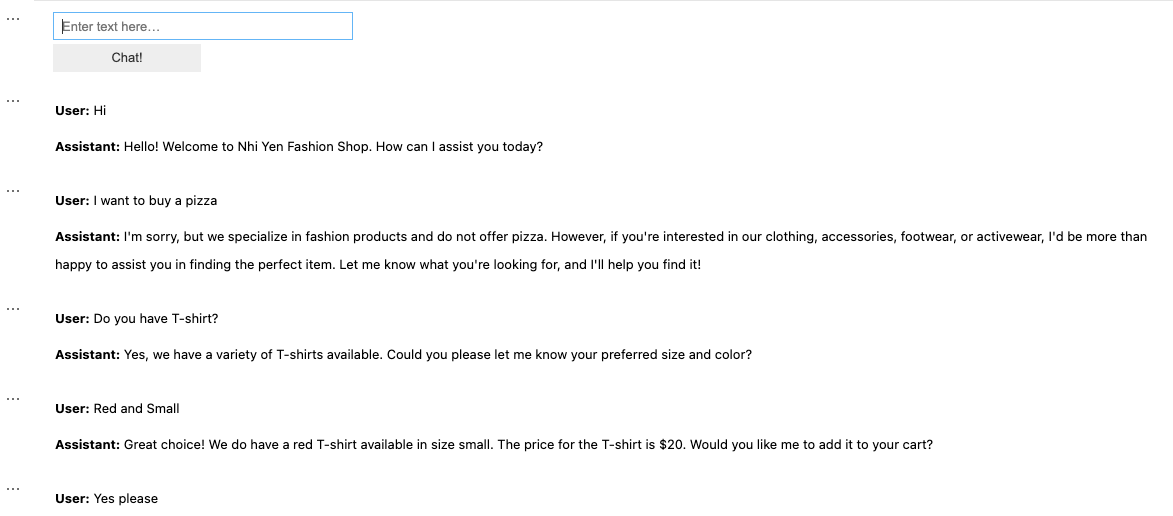 Enter text here...
Chat!
User: Hi
Assistant: Hello! Welcome to Nhi Yen Fashion Shop. How can I assist you today?
User: I want to buy a pizza
Assistant: I'm sorry, but we specialize in fashion products and do not offer pizza. However, if you're interested in our clothing, accessories, footwear, or activewear, I'd be more than
happy to assist you in finding the perfect item. Let me know what you're looking for, and I'll help you find it!
User: Do you have T-shirt?
Assistant: Yes, we have a variety of T-shirts available. Could you please let me know your preferred size and color?
User: Red and Small
Assistant: Great choice! We do have a red T-shirt available in size small. The price for the T-shirt is $20. Would you like me to add it to your cart?
User: Yes please